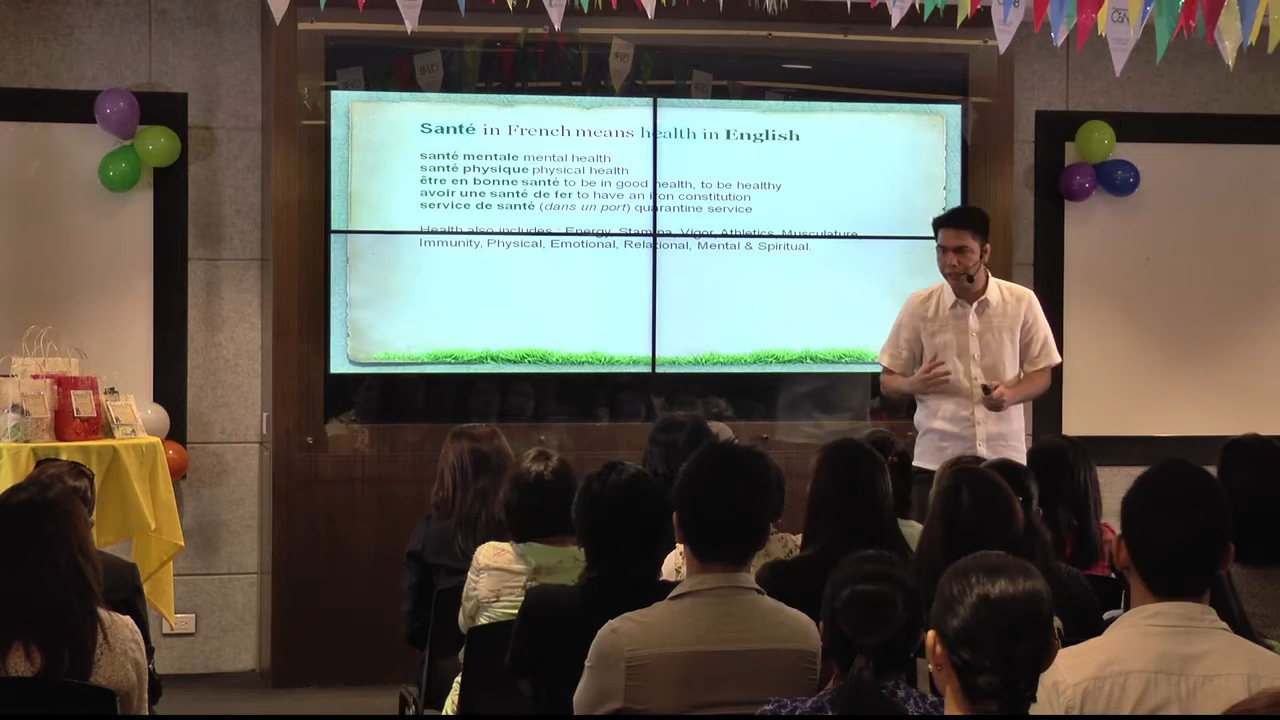 Santé in French means health in English
santé mentale mental health
santé physique physical health
être en bonne santé to be in good health, to be healthy
avoir une santé de fer to have an iron constitution
service de santé (dans un port) quarantine service
Health also includes : Energy, Stamina, Vigor, Athletics, Musculature,
Immunity, Physical, Emotional, Relational, Mental & Spiritual.